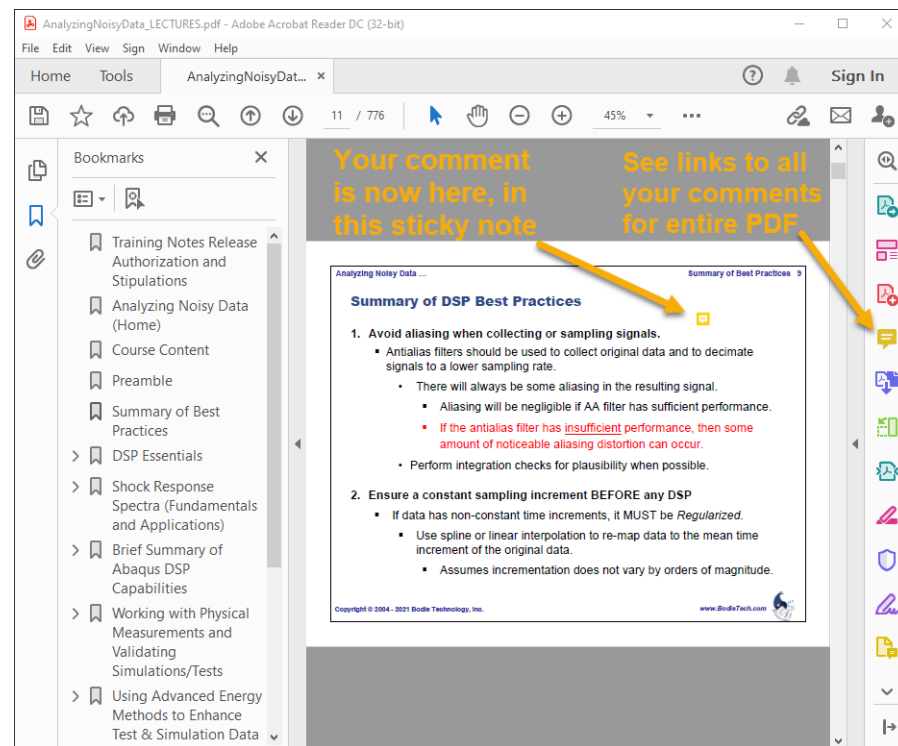 AnalyzingNoisyData_LECTURES.pdf - Adobe Acrobat Reader DC (32-bit)
File Edit View Sign Window Help
Home Tools AnalyzingNoisyDat... × Sign In
11 / 776 45%
Bookmarks
Training Notes Release
Authorization and
Stipulations
Analyzing Noisy Data
(Home)
Course Content
Preamble
Summary of Best
Practices
DSP Essentials
Shock Response
Spectra (Fundamentals
and Applications)
Brief Summary of
Abaqus DSP
Capabilities
Working with Physical
Measurements and
Validating
Simulations/Tests
Using Advanced Energy
Methods to Enhance
Test & Simulation Data
Your comment
is now here, in
this sticky note
See links to all
your comments
for entire PDF
Analyzing Noisy Data ... Summary of Best Practices 9
Summary of DSP Best Practices
1. Avoid aliasing when collecting or sampling signals.
▪ Antialias filters should be used to collect original data and to decimate
signals to a lower sampling rate.
• There will always be some aliasing in the resulting signal.
▪ Aliasing will be negligible if AA filter has sufficient performance.
▪ If the antialias filter has insufficient performance, then some
amount of noticeable aliasing distortion can occur.
• Perform integration checks for plausibility when possible.
2. Ensure a constant sampling increment BEFORE any DSP
▪ If data has non-constant time increments, it MUST be Regularized.
▪ Use spline or linear interpolation to re-map data to the mean time
increment of the original data.
▪ Assumes incrementation does not vary by orders of magnitude.
Copyright © 2004 - 2021 Bodie Technology, Inc. www.BodieTech.com